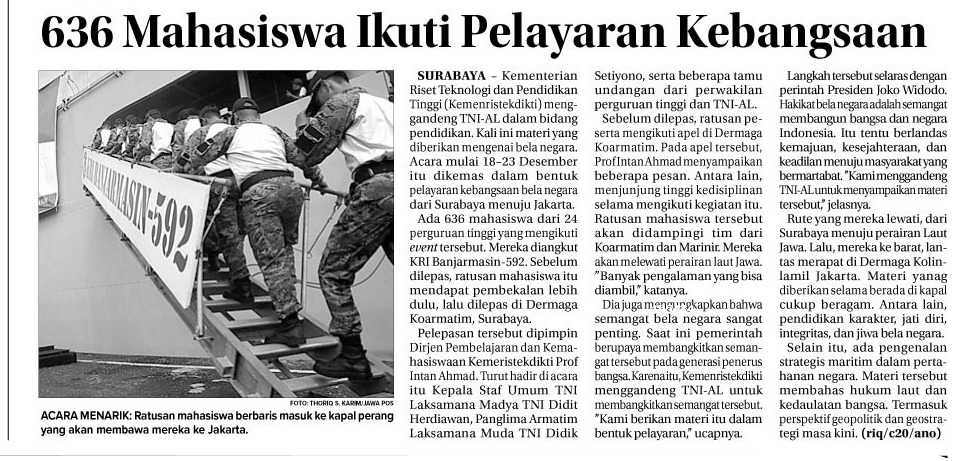 636 Mahasiswa Ikuti Pelayaran Kebangsaan
KRI BANJARMASIN-592
FOTO: THORIQ S. KARIM/JAWA POS
ACARA MENARIK: Ratusan mahasiswa berbaris masuk ke kapal perang
yang akan membawa mereka ke Jakarta.
SURABAYA – Kementerian
Riset Teknologi dan Pendidikan
Tinggi (Kemenristekdikti) meng-
gandeng TNI-AL dalam bidang
pendidikan. Kali ini materi yang
diberikan mengenai bela negara.
Acara mulai 18–23 Desember
itu dikemas dalam bentuk
pelayaran kebangsaan bela negara
dari Surabaya menuju Jakarta.
Ada 636 mahasiswa dari 24
perguruan tinggi yang mengikuti
event tersebut. Mereka diangkut
KRI Banjarmasin-592. Sebelum
dilepas, ratusan mahasiswa itu
mendapat pembekalan lebih
dulu, lalu dilepas di Dermaga
Koarmatim, Surabaya.
Pelepasan tersebut dipimpin
Dirjen Pembelajaran dan Kema-
hasiswaan Kemeristekdikti Prof
Intan Ahmad. Turut hadir di acara
itu Kepala Staf Umum TNI
Laksamana Madya TNI Didit
Herdiawan, Panglima Armatim
Laksamana Muda TNI Didik
Setiyono, serta beberapa tamu
undangan dari perwakilan
perguruan tinggi dan TNI-AL.
Sebelum dilepas, ratusan pe-
serta mengikuti apel di Dermaga
Koarmatim. Pada apel tersebut,
Prof Intan Ahmad menyampaikan
beberapa pesan. Antara lain,
menjunjung tinggi kedisiplinan
selama mengikuti kegiatan itu.
Ratusan mahasiswa tersebut
akan didampingi tim dari
Koarmatim dan Marinir. Mereka
akan melewati perairan laut Jawa.
"Banyak pengalaman yang bisa
diambil," katanya.
Dia juga mengungkapkan bahwa
semangat bela negara sangat
penting. Saat ini pemerintah
berupaya membangkitkan seman-
gat tersebut pada generasi penerus
bangsa. Karena itu, Kemenristekdikti
menggandeng TNI-AL untuk
membangkitkan semangat tersebut.
"Kami berikan materi itu dalam
bentuk pelayaran," ucapnya.
Langkah tersebut selaras dengan
perintah Presiden Joko Widodo.
Hakikat bela negara adalah semangat
membangun bangsa dan negara
Indonesia. Itu tentu berlandas
kemajuan, kesejahteraan, dan
keadilan menuju masyarakat yang
bermartabat. "Kami menggandeng
TNI-AL untuk menyampaikan materi
tersebut," jelasnya.
Rute yang mereka lewati, dari
Surabaya menuju perairan Laut
Jawa. Lalu, mereka ke barat, lan-
tas merapat di Dermaga Kolin-
lamil Jakarta. Materi yanag
diberikan selama berada di kapal
cukup beragam. Antara lain,
pendidikan karakter, jati diri,
integritas, dan jiwa bela negara.
Selain itu, ada pengenalan
strategis maritim dalam perta-
hanan negara. Materi tersebut
membahas hukum laut dan
kedaulatan bangsa. Termasuk
perspektif geopolitik dan geostra-
tegi masa kini. (riq/c20/ano)